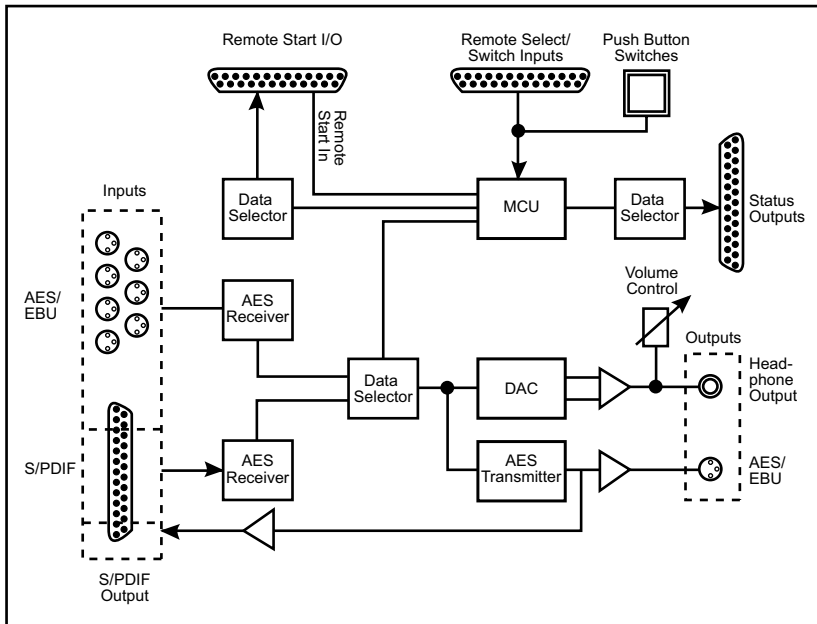 Remote Start I/O
Remote Select/
Switch Inputs
Push Button
Switches
Remote
Start In
Inputs
Data
Selector
MCU
Data
Selector
Status
Outputs
AES/
EBU
AES
Receiver
Volume
Control
Outputs
Data
Selector
DAC
Head-
phone
Output
S/PDIF
AES
Receiver
AES
Transmitter
AES/
EBU
S/PDIF
Output